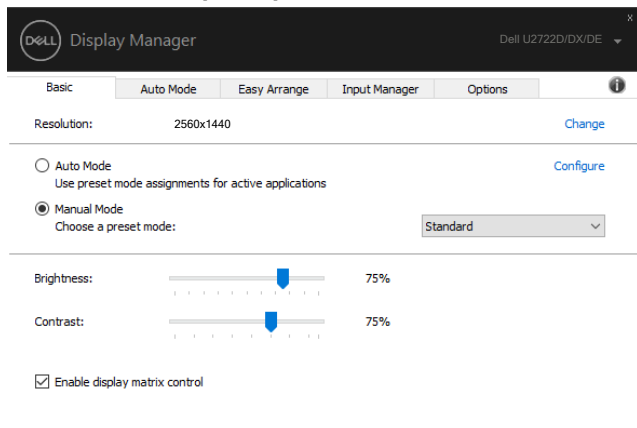 x
DELL Display Manager
Dell U2722D/DX/DE
Basic Auto Mode Easy Arrange Input Manager Options i
Resolution: 2560x1440 Change
Auto Mode Configure
Use preset mode assignments for active applications
Manual Mode
Choose a preset mode: Standard
Brightness: 75%
Contrast: 75%
Enable display matrix control